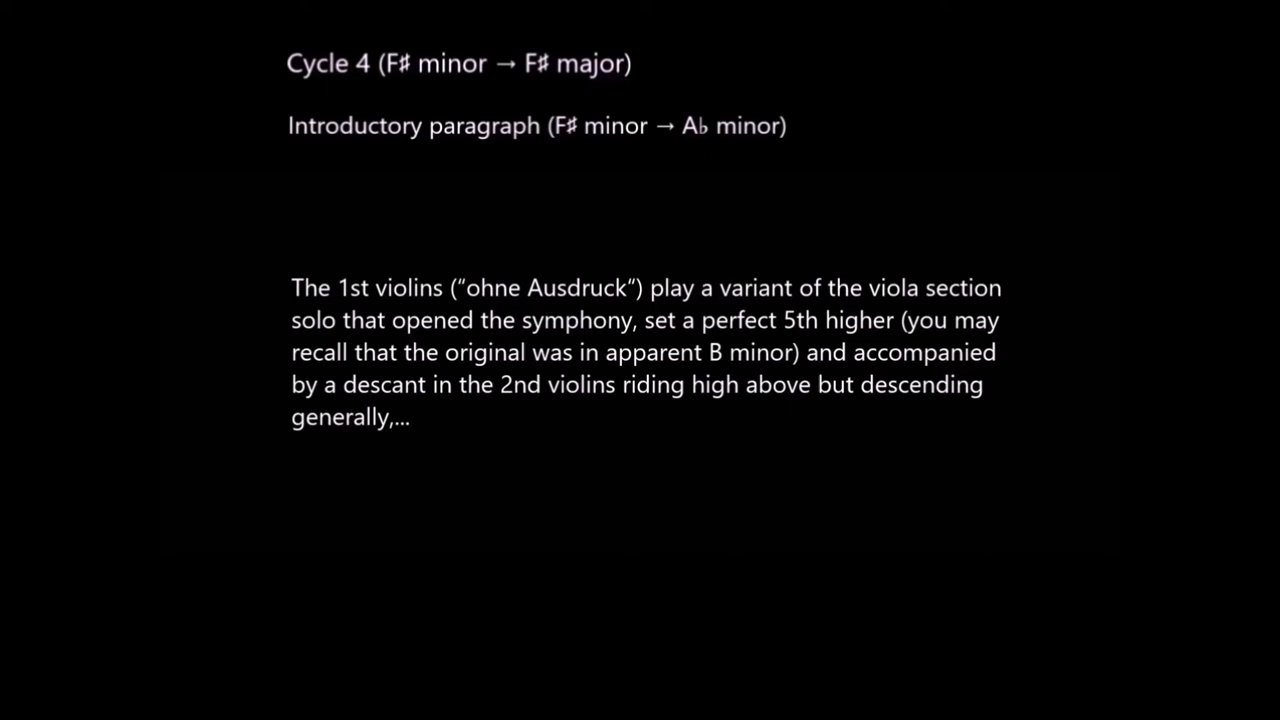 Cycle 4 (F♯ minor → F♯ major)
Introductory paragraph (F♯ minor → A♭ minor)
The 1st violins (“ohne Ausdruck”) play a variant of the viola section
solo that opened the symphony, set a perfect 5th higher (you may
recall that the original was in apparent B minor) and accompanied
by a descant in the 2nd violins riding high above but descending
generally,...